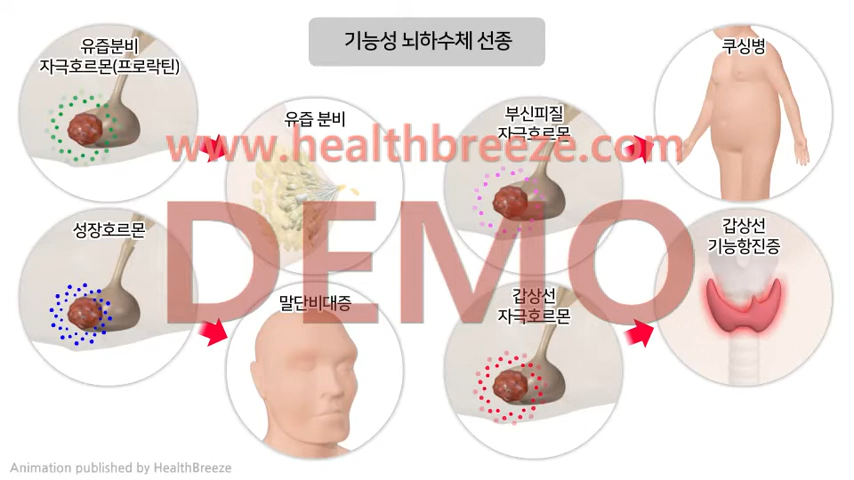 기능성 뇌하수체 선종
유즙분비
자극호르몬(프로락틴)
유즙 분비
부신피질
자극호르몬
쿠싱병
www.healthbreeze.com
DEMO
성장호르몬
말단비대증
갑상선
자극호르몬
갑상선
기능항진증
Animation published by HealthBreeze